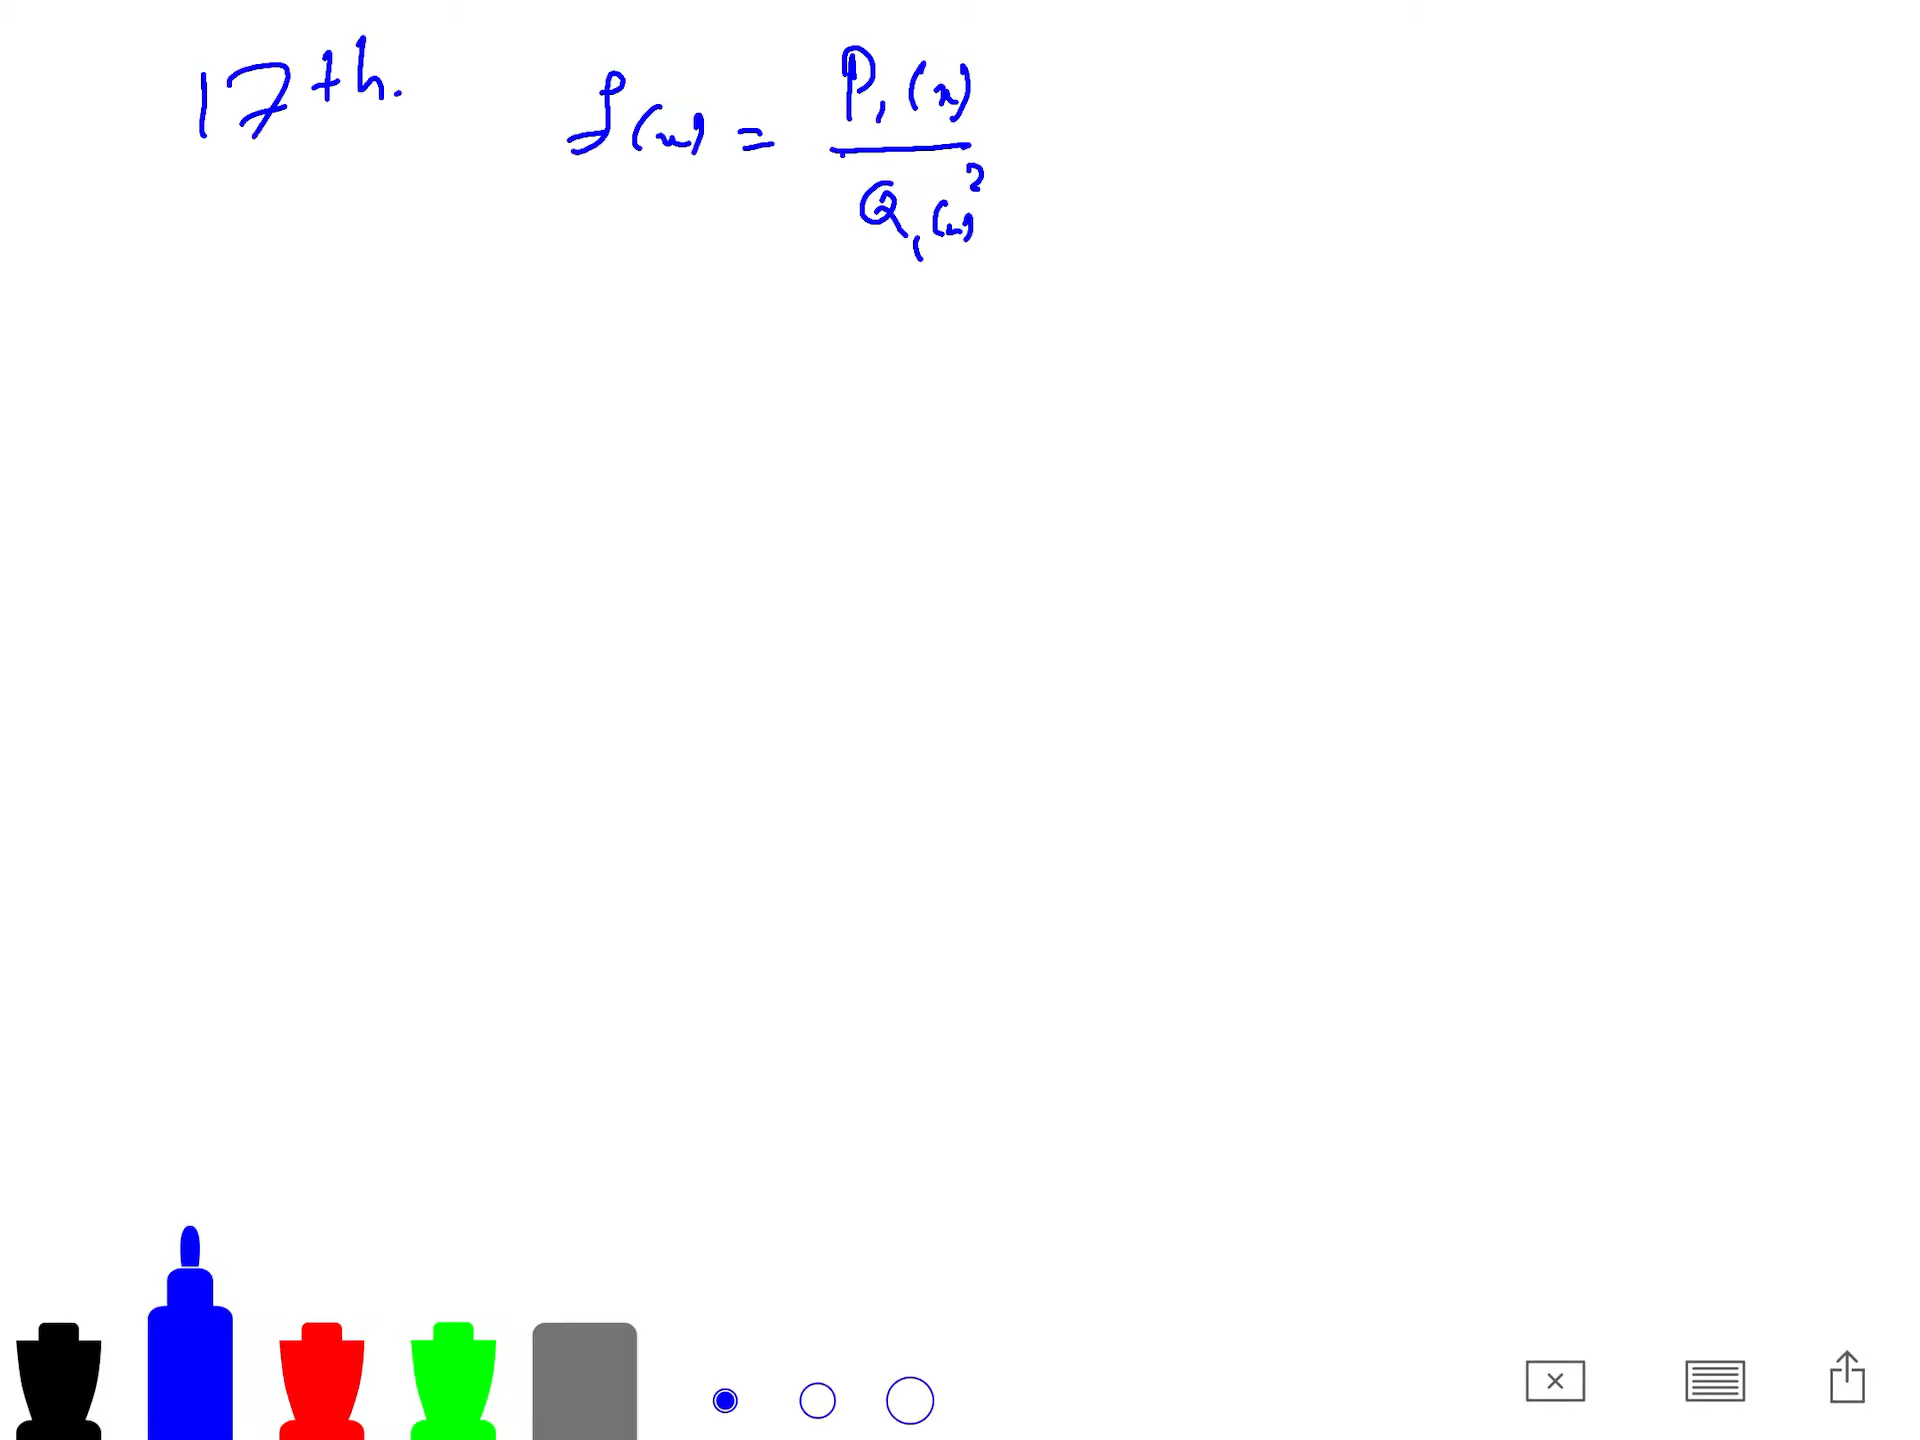 17th. f(x) = P₁(x) / Q₁(x)²